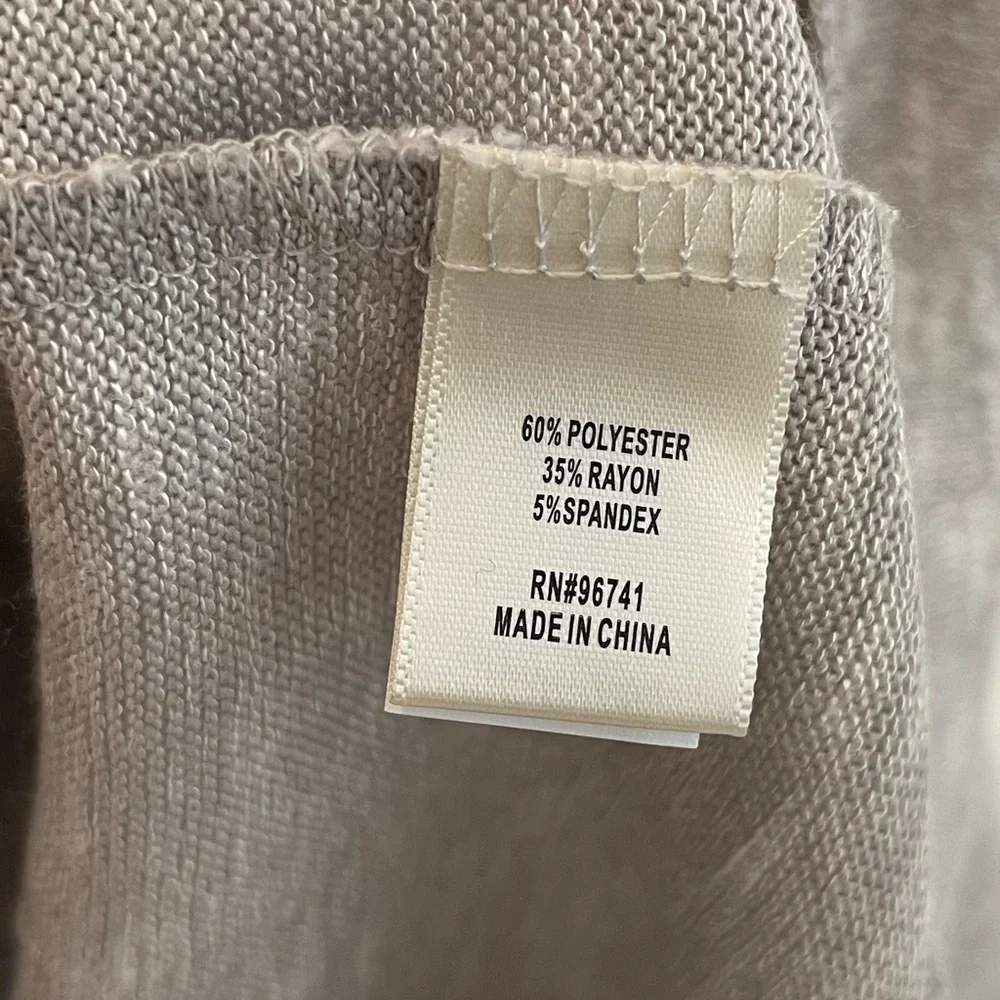 60% POLYESTER
35% RAYON
5%SPANDEX
RN#96741
MADE IN CHINA